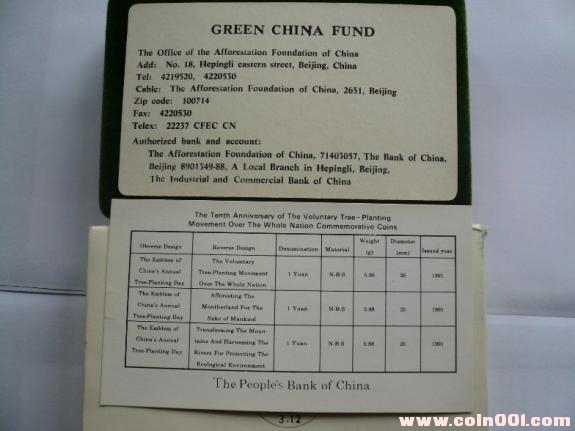 GREEN CHINA FUND
The Office of the Afforestation Foundation of China
Add: No. 18, Hepingli eastern street, Beijing, China
Tel: 4219520, 4220530
Cable: The Afforestation Foundation of China, 2651, Beijing
Zip code: 100714
Fax: 4220530
Telex: 22237 CFEC CN
Authorized bank and account:
The Afforestation Foundation of China, 71403057, The Bank of China,
Beijing 8901349-88, A Local Branch in Hepingli, Beijing,
The Industrial and Commercial Bank of China
The Tenth Anniversary of The Voluntary Tree-Planting
Movement Over The Whole Nation Commemorative Coins
Obverse Design Reverse Design Denomination Material Weight (g) Diameter (mm) Issued year
The Emblem of The Voluntary
China's Annual Tree-Planting Movement 1 Yuan N-B-S 5.88 25 1991
Tree-Planting Day Over The Whole Nation
The Emblem of Afforesting The
China's Annual Montherland For The 1 Yuan N-B-S 5.88 25 1991
Tree-Planting Day Sake of Mankind
The Emblem of Transforming The Moun-
China's Annual tains And Harnessing The 1 Yuan N-B-S 5.88 25 1991
Tree-Planting Day Rivers For Protecting The
Ecological Environment
The People's Bank of China
3.12
www.coin001.com